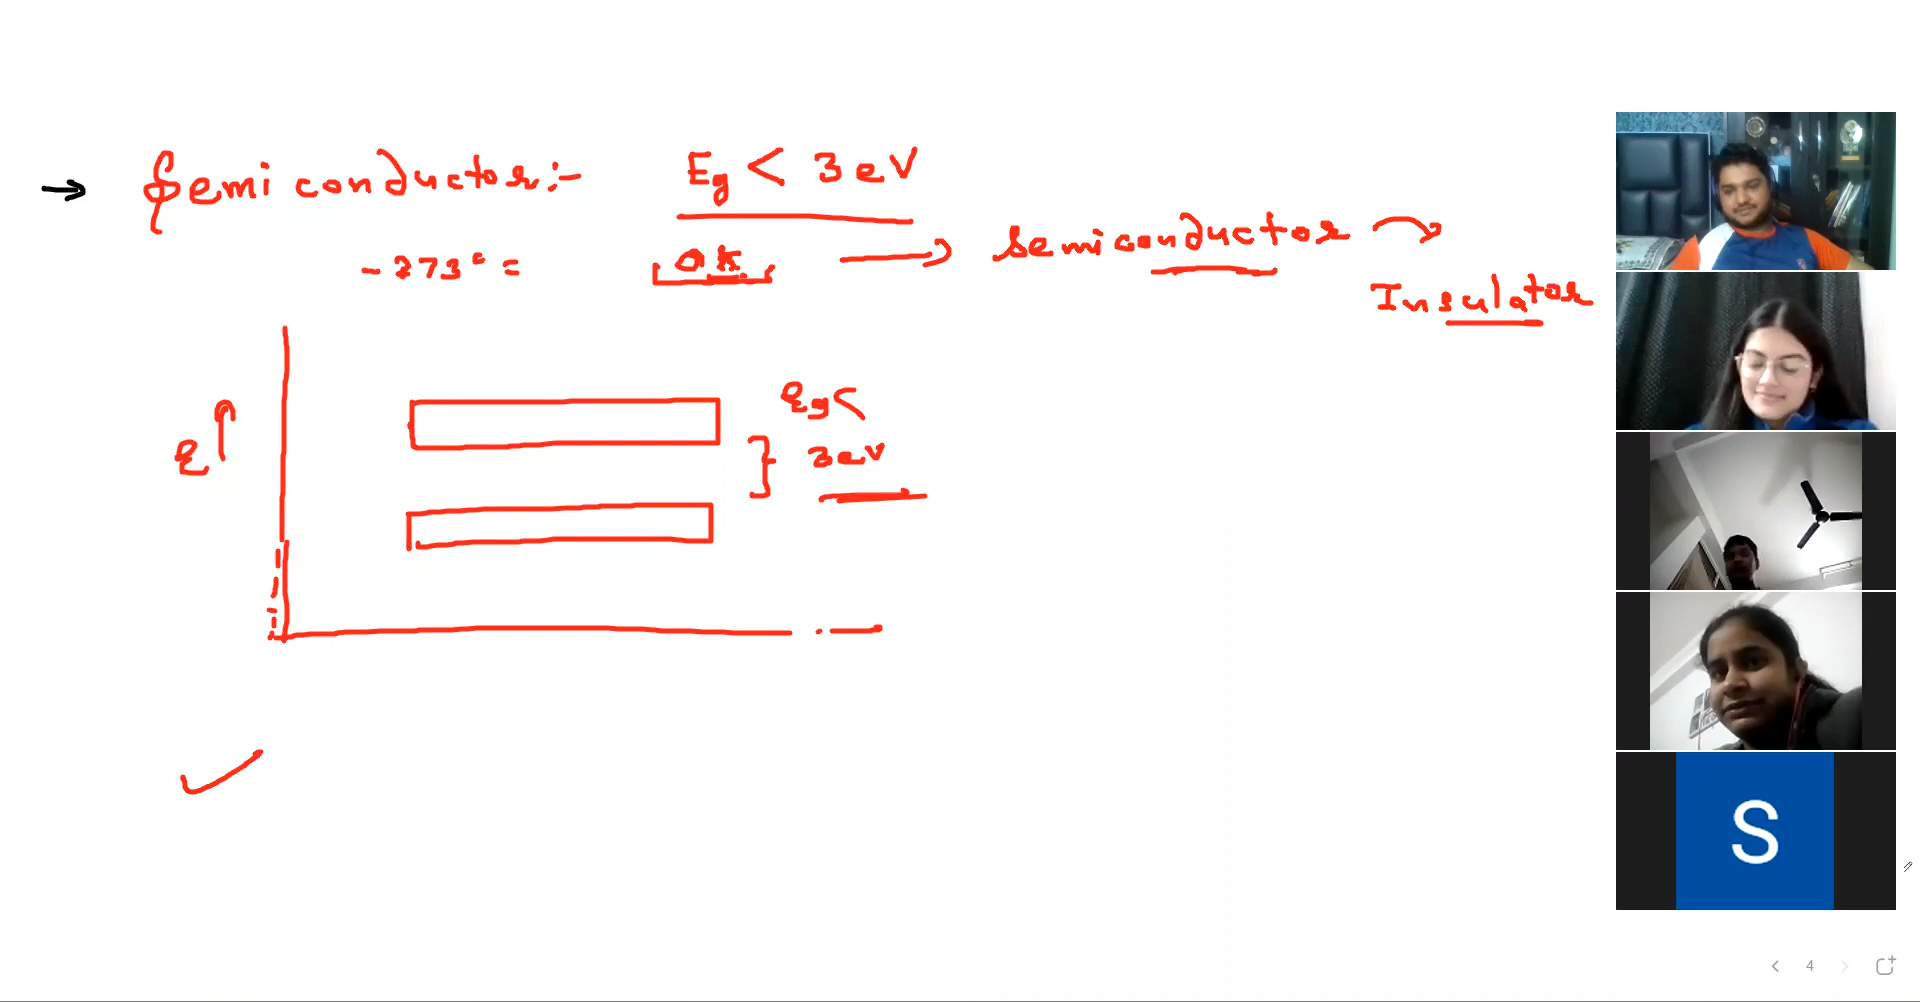 → Semiconductor:- Eg < 3eV
-273°c = 0K → Semiconductor
Insulator
E↑
Eg <
3eV
S
4